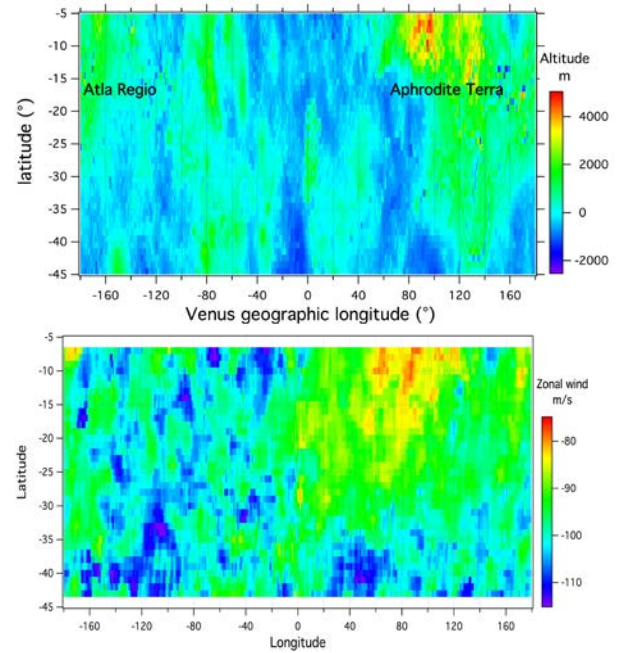 -5
-10
-15
-20
-25
-30
-35
-40
-45
latitude (°)
Atla Regio
Aphrodite Terra
Altitude
m
4000
2000
0
-2000
-160 -120 -80 -40 0 40 80 120 160
Venus geographic longitude (°)
-5
-10
-15
-20
-25
-30
-35
-40
-45
Latitude
Zonal wind
m/s
-80
-90
-100
-110
-160 -120 -80 -40 0 40 80 120 160
Longitude